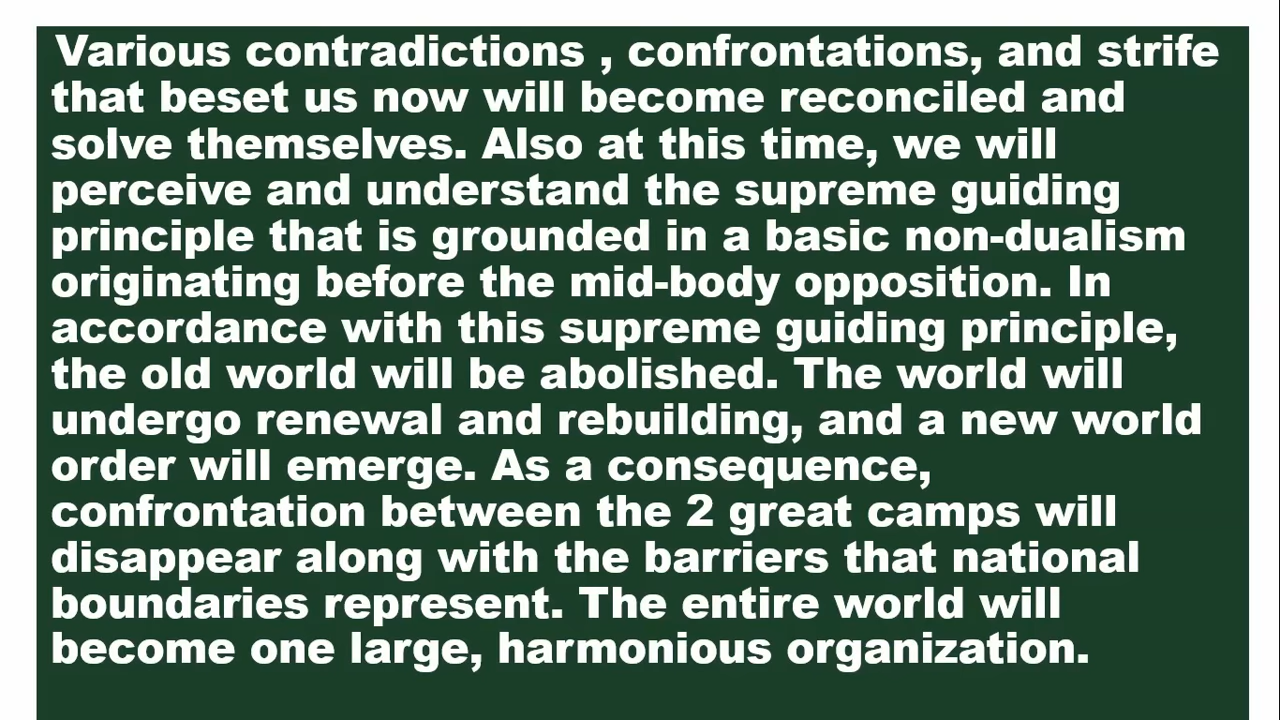 Various contradictions , confrontations, and strife
that beset us now will become reconciled and
solve themselves. Also at this time, we will
perceive and understand the supreme guiding
principle that is grounded in a basic non-dualism
originating before the mid-body opposition. In
accordance with this supreme guiding principle,
the old world will be abolished. The world will
undergo renewal and rebuilding, and a new world
order will emerge. As a consequence,
confrontation between the 2 great camps will
disappear along with the barriers that national
boundaries represent. The entire world will
become one large, harmonious organization.